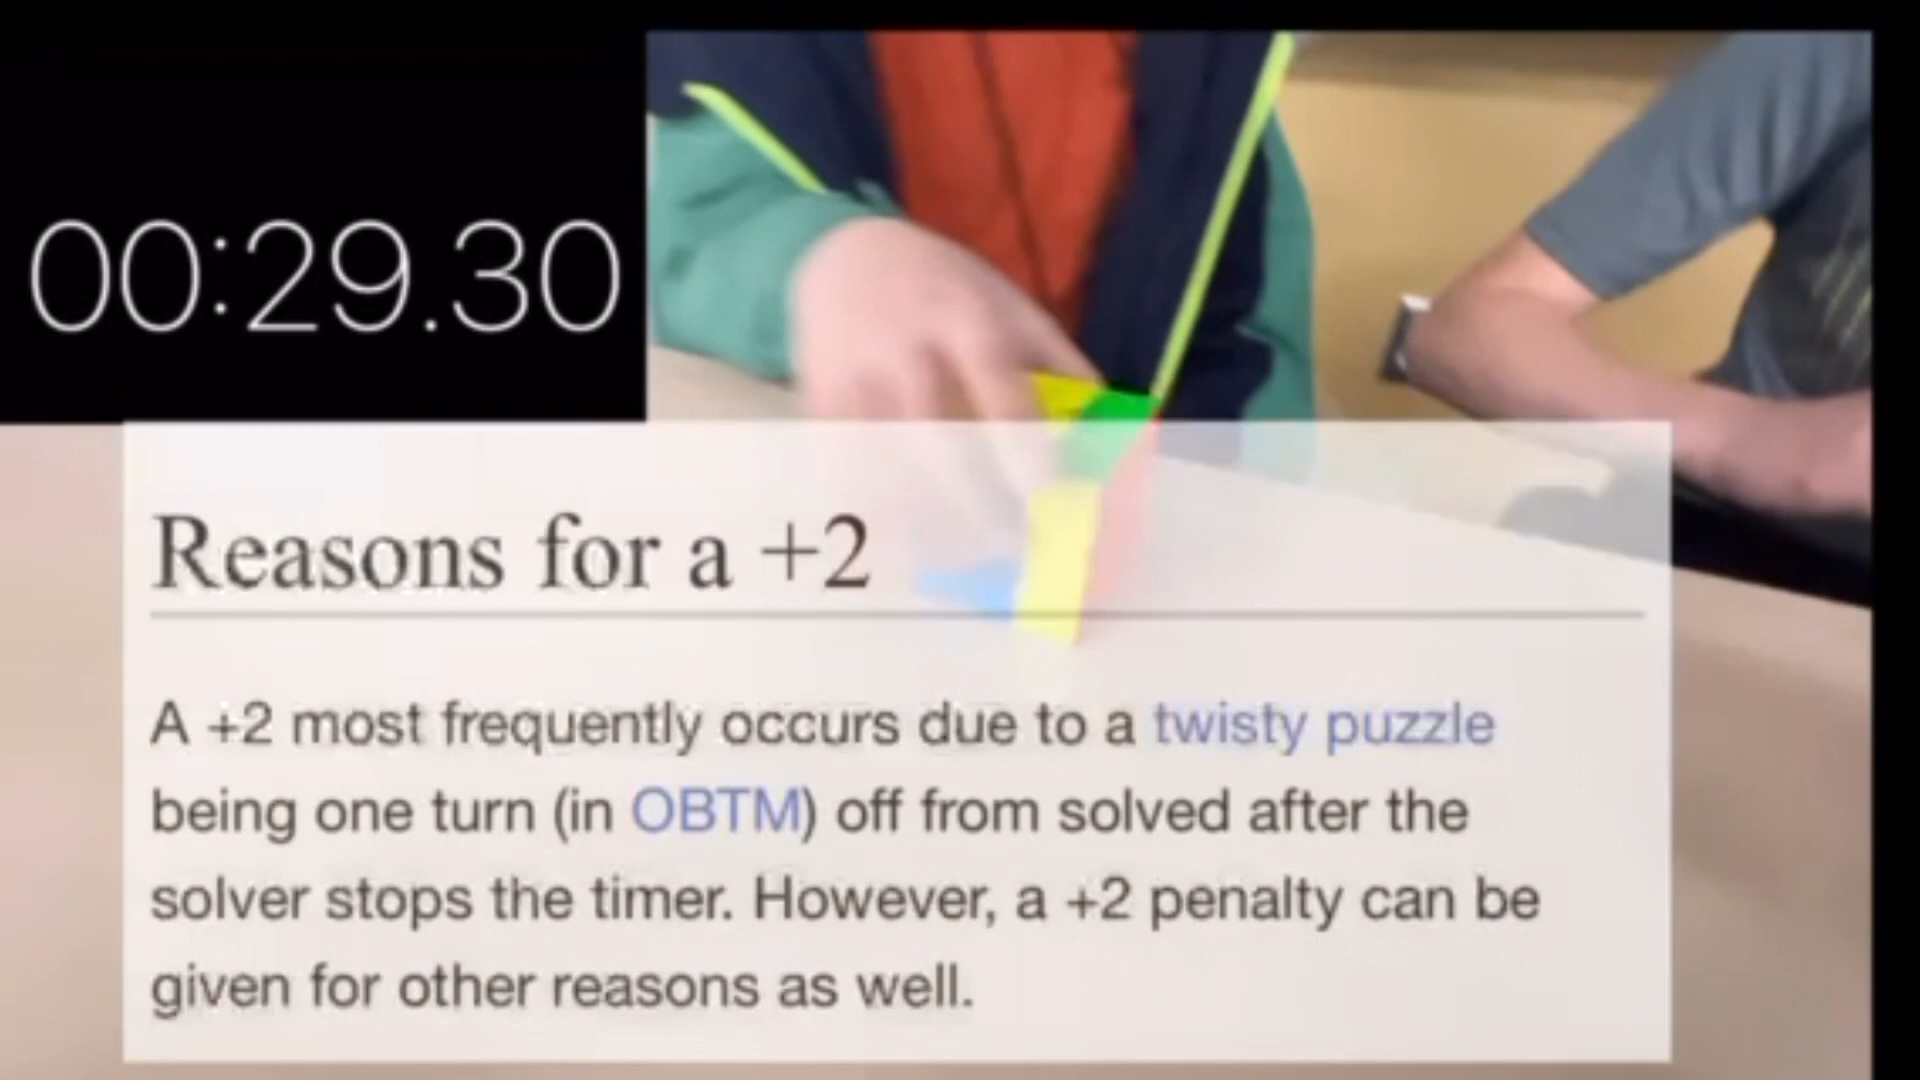 00:29.30
Reasons for a +2
A +2 most frequently occurs due to a twisty puzzle
being one turn (in OBTM) off from solved after the
solver stops the timer. However, a +2 penalty can be
given for other reasons as well.